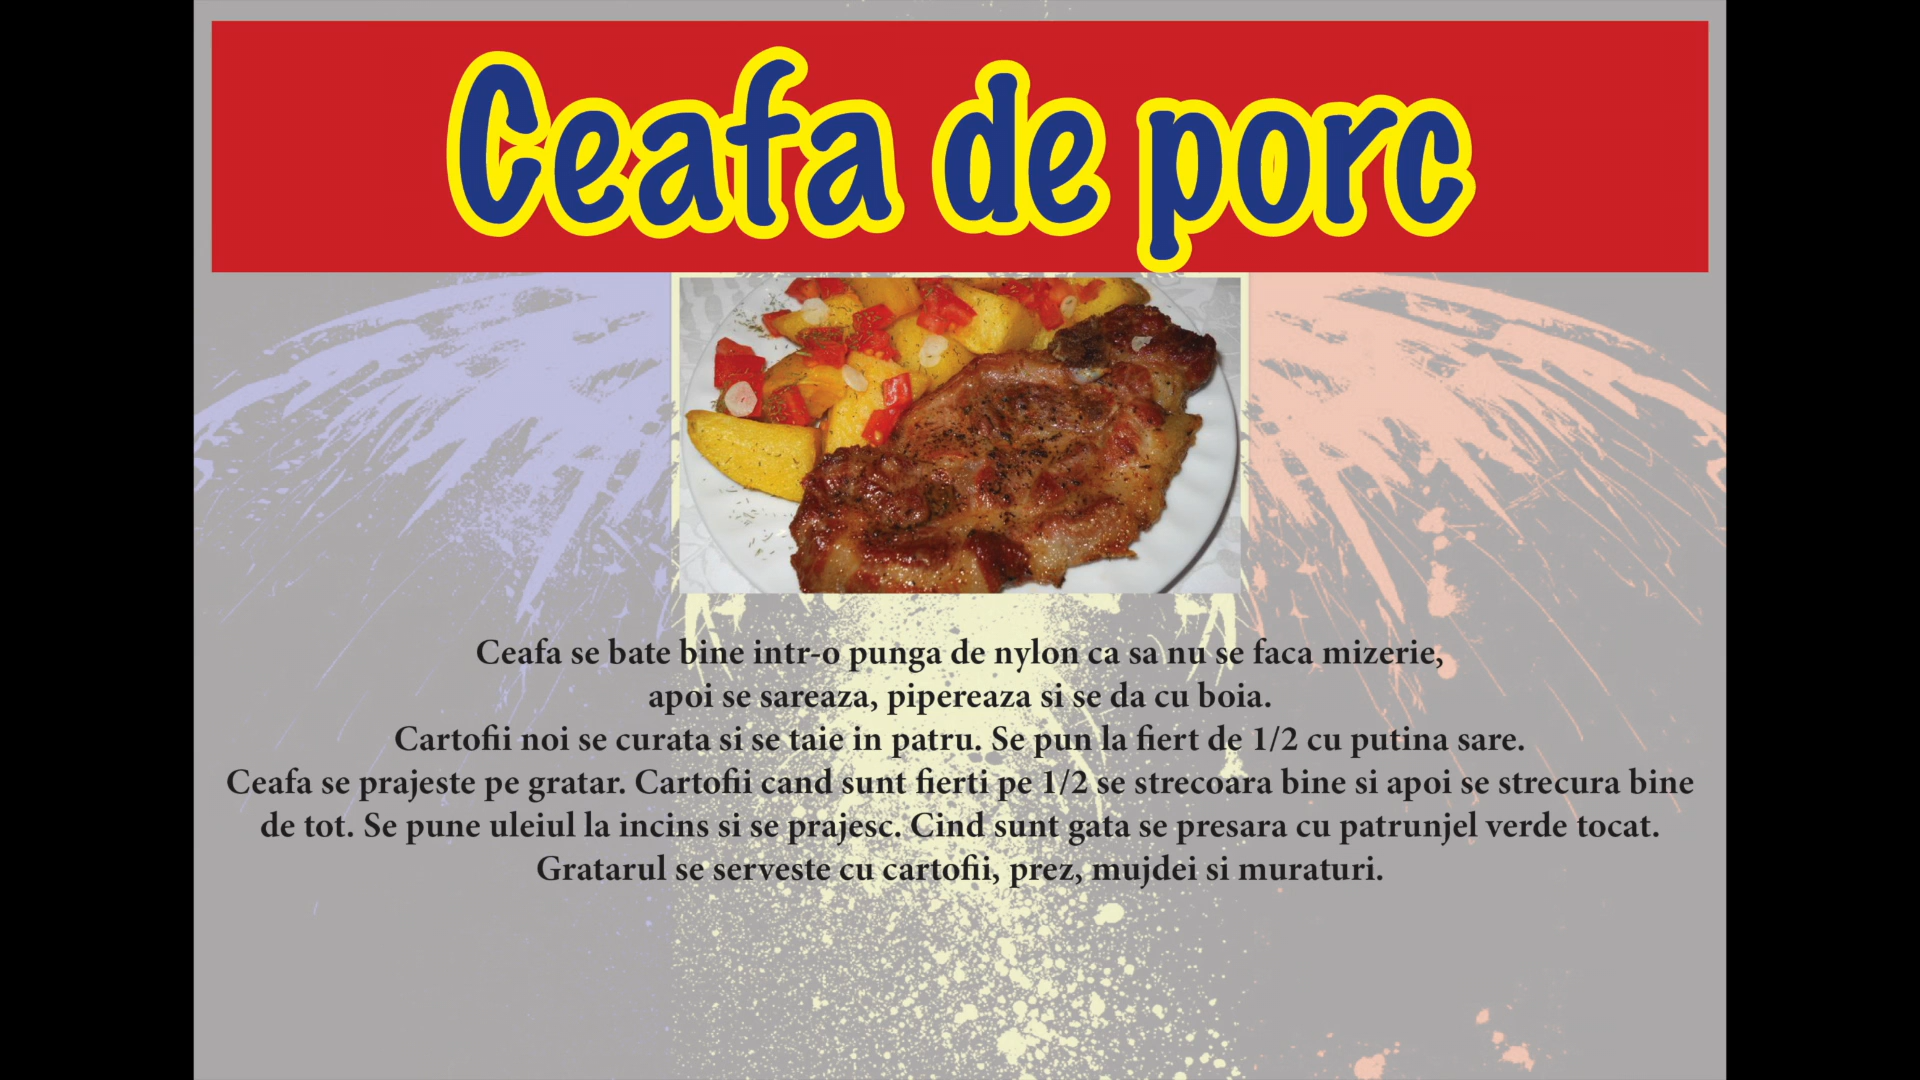 Ceafa de porc
Ceafa se bate bine intr-o punga de nylon ca sa nu se faca mizerie,
apoi se sareaza, pipereaza si se da cu boia.
Cartofii noi se curata si se taie in patru. Se pun la fiert de 1/2 cu putina sare.
Ceafa se prajeste pe gratar. Cartofii cand sunt fierti pe 1/2 se strecoara bine si apoi se strecura bine
de tot. Se pune uleiul la incins si se prajesc. Cind sunt gata se presara cu patrunjel verde tocat.
Gratarul se serveste cu cartofii, prez, mujdei si muraturi.